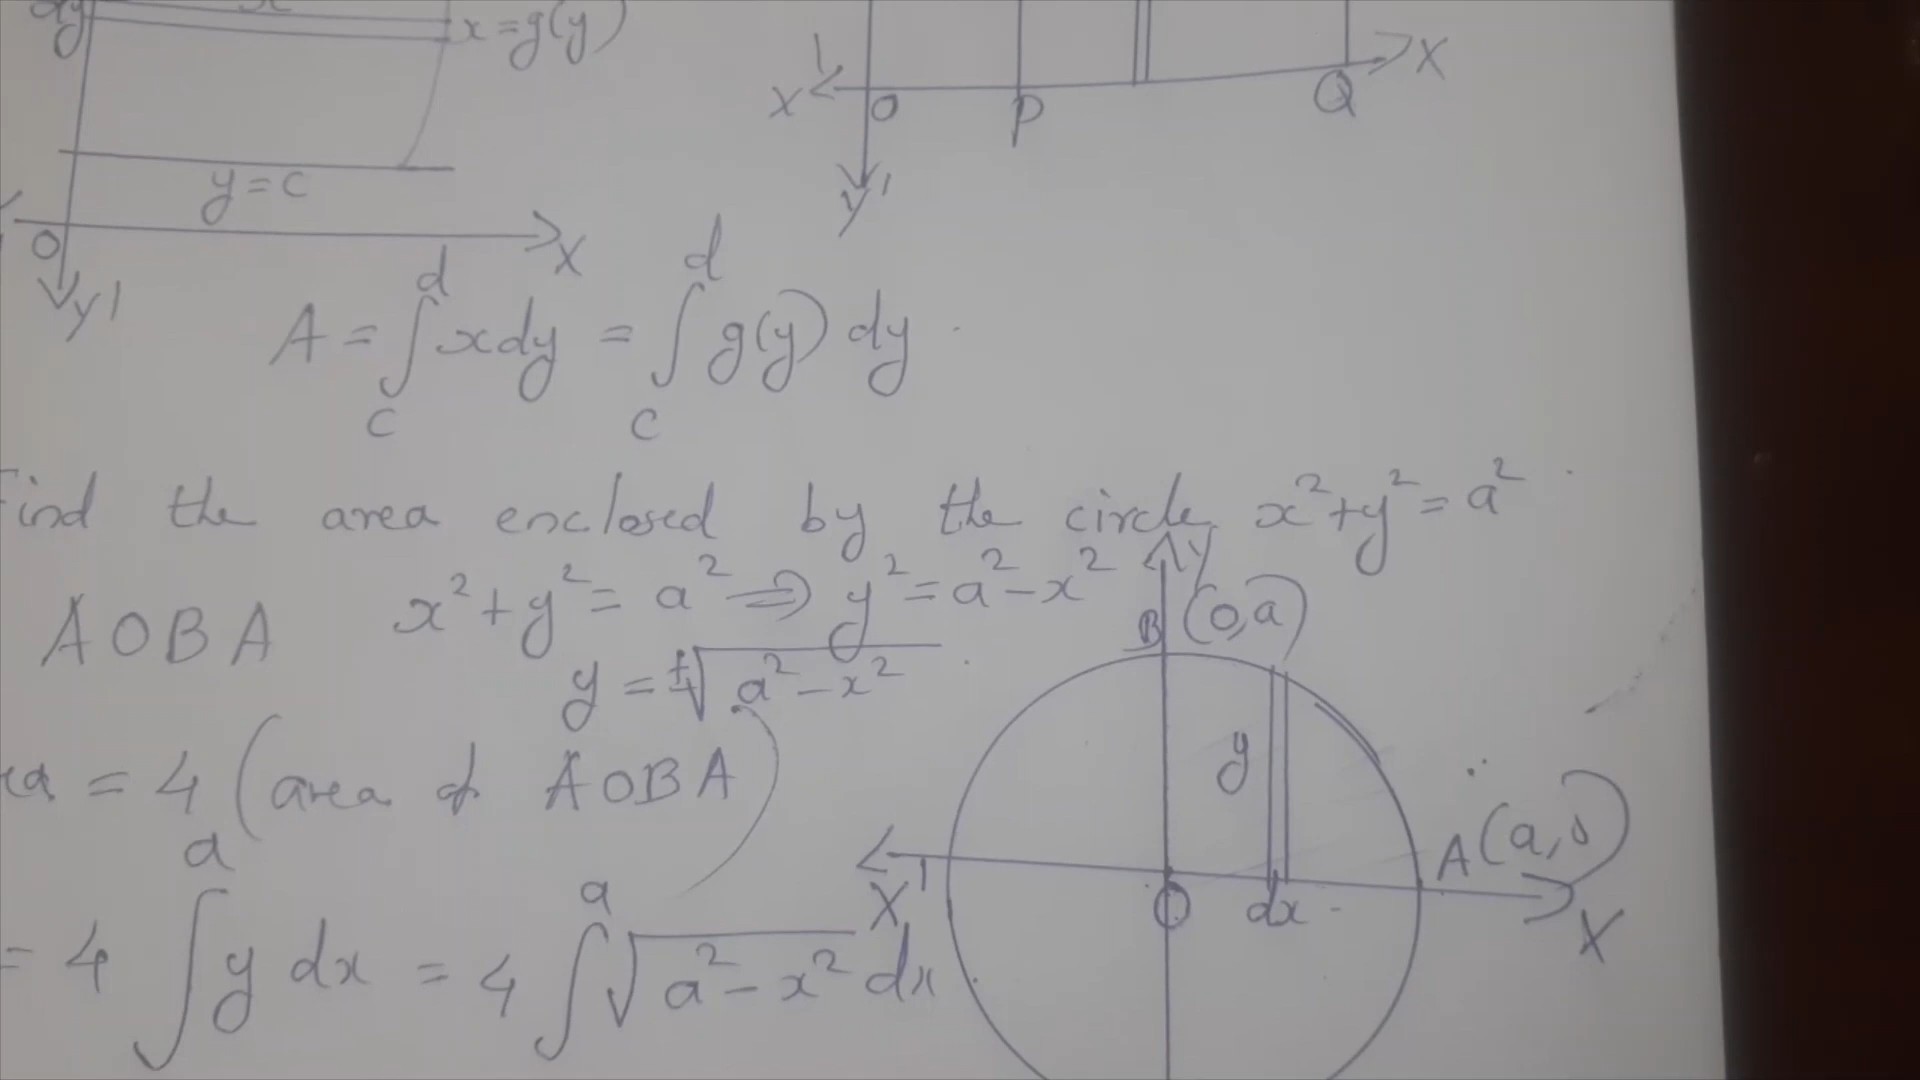 x = g(y)
X' O P Q X
y = c
Y'
O X
Y'
A = ∫_c^d x dy = ∫_c^d g(y) dy .
Find the area enclosed by the circle x² + y² = a² .
AOBA x² + y² = a² ⇒ y² = a² - x² Y
B (0,a)
y = ±√(a² - x²) .
= 4 (area of AOBA)
y
A (a,0)
X' O dx X
= 4 ∫^a y dx = 4 ∫^a √(a² - x²) dx